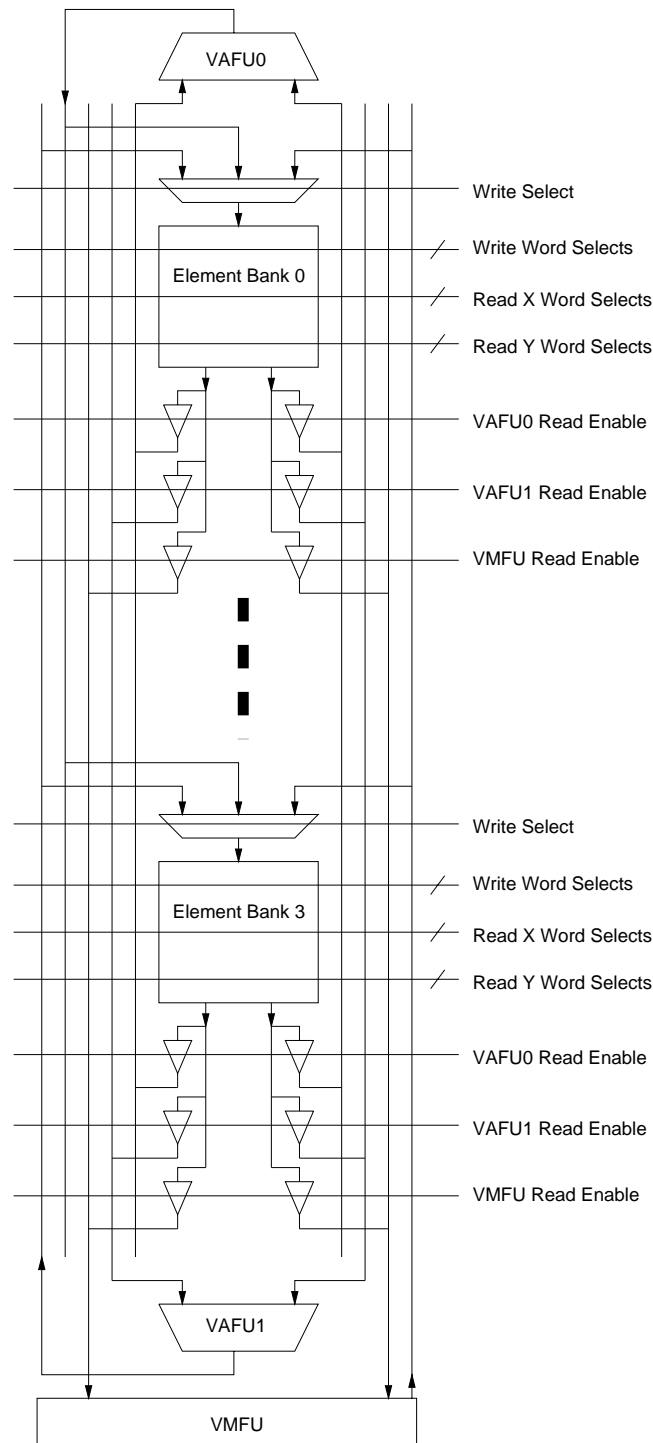 VAFU0
Write Select
Write Word Selects
Element Bank 0
Read X Word Selects
Read Y Word Selects
VAFU0 Read Enable
VAFU1 Read Enable
VMFU Read Enable
Write Select
Write Word Selects
Element Bank 3
Read X Word Selects
Read Y Word Selects
VAFU0 Read Enable
VAFU1 Read Enable
VMFU Read Enable
VAFU1
VMFU